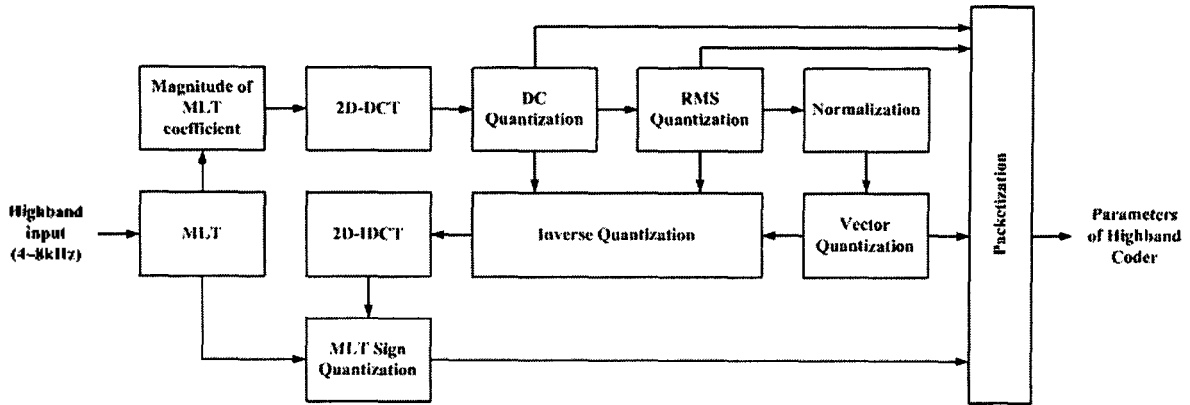 Magnitude of
MLT
coefficient
2D-DCT
DC
Quantization
RMS
Quantization
Normalization
Highband
input
(4~8kHz)
MLT
2D-IDCT
Inverse Quantization
Vector
Quantization
Packetization
Parameters
of Highband
Coder
MLT Sign
Quantization